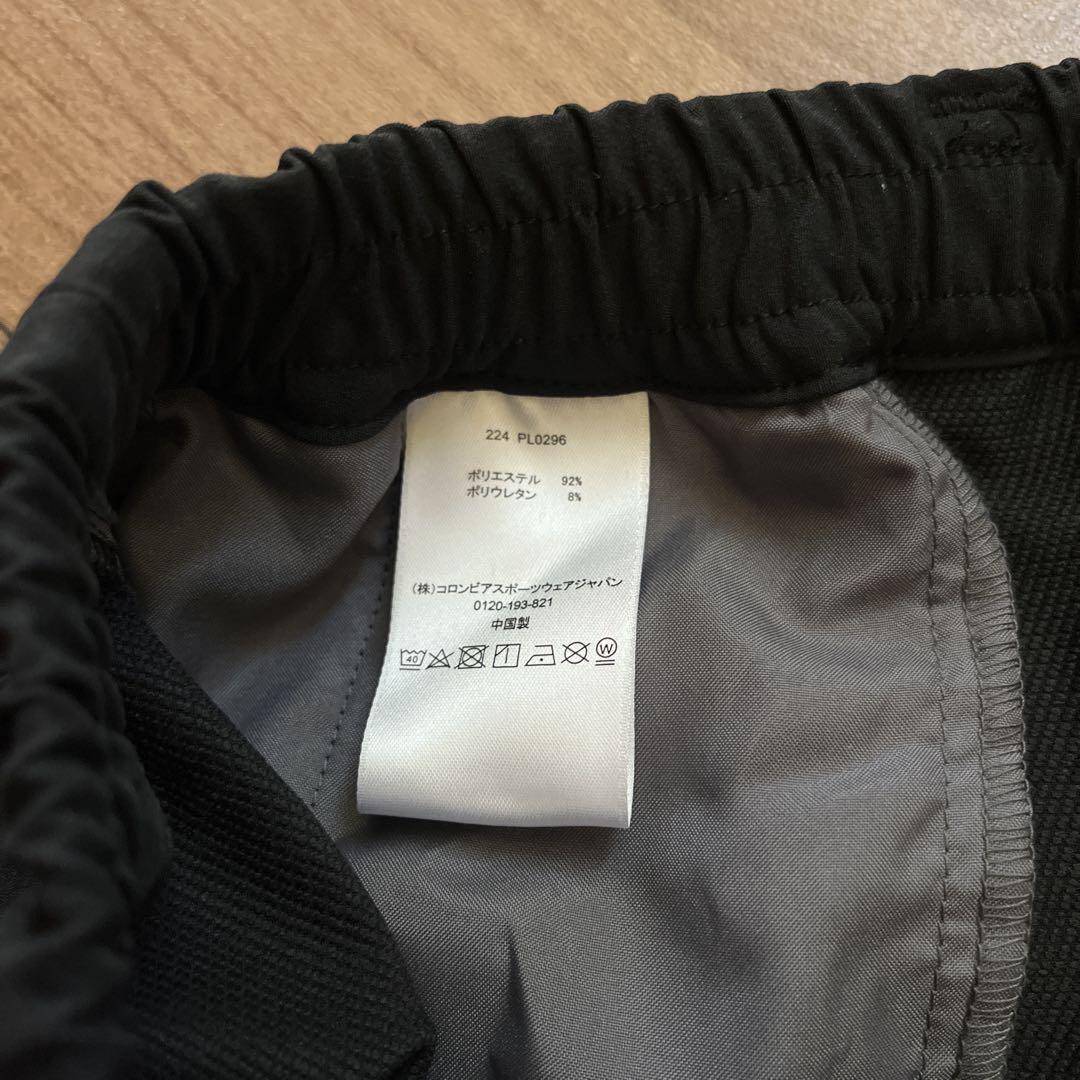 224 PL0296
ポリエステル 92%
ポリウレタン 8%
(株)コロンビアスポーツウェアジャパン
0120-193-821
中国製
40 W